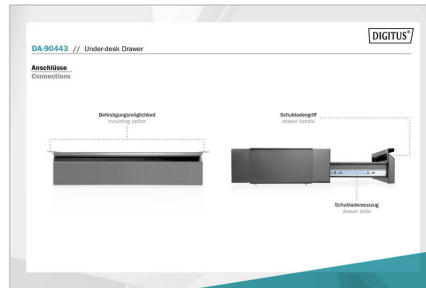 DIGITUS®
DA-90443 // Under-desk Drawer
Anschlüsse
Connections
Befestigungsmöglichkeit
mounting option
Schubladengriff
drawer handle
Schubladenauszug
drawer slide